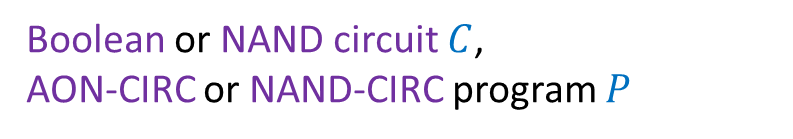 Boolean or NAND circuit C,
AON-CIRC or NAND-CIRC program P